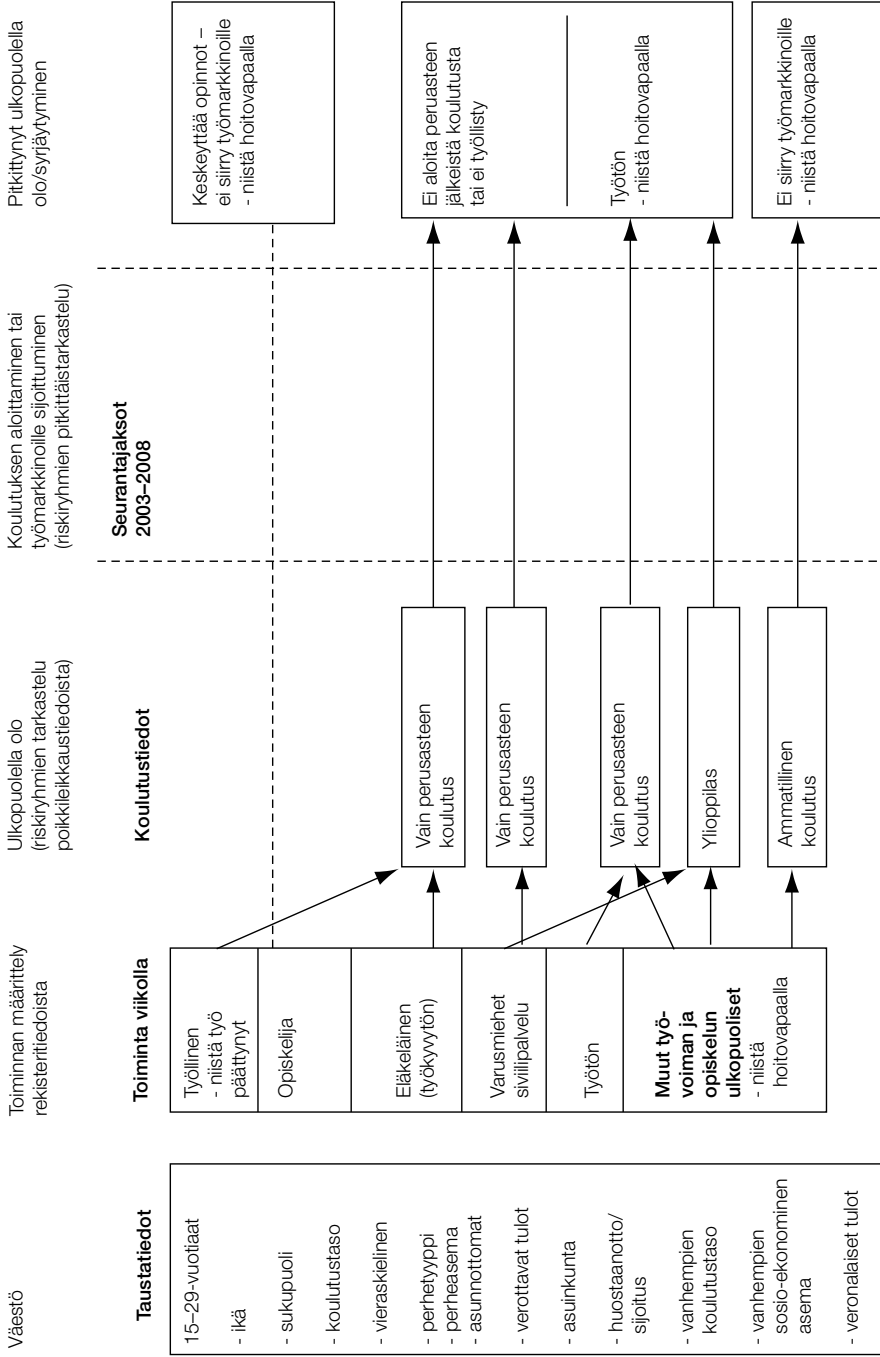 Väestö
Taustatiedot
15–29-vuotiaat
- ikä
- sukupuoli
- koulutustaso
- vieraskielinen
- perhetyyppi
- perheasema
- asunnottomat
- verottavat tulot
- asuinkunta
- huostaanotto/
sijoitus
- vanhempien
koulutustaso
- vanhempien
sosio-ekonominen
asema
- veronalaiset tulot
Toiminnan määrittely
rekisteritiedoista
Toiminta viikolla
Työllinen
- niistä työ
päättynyt
Opiskelija
Eläkeläinen
(työkyvytön)
Varusmiehet
siviilipalvelu
Työtön
Muut työ-
voiman ja
opiskelun
ulkopuoliset
- niistä
hoitovapaalla
Ulkopuolella olo
(riskiryhmien tarkastelu
poikkileikkaustiedoista)
Koulutustiedot
Vain perusasteen
koulutus
Vain perusasteen
koulutus
Vain perusasteen
koulutus
Ylioppilas
Ammatillinen
koulutus
Koulutuksen aloittaminen tai
työmarkkinoille sijoittuminen
(riskiryhmien pitkittäistarkastelu)
Seurantajaksot
2003–2008
Pitkittynyt ulkopuolella
olo/syrjäytyminen
Keskeyttää opinnot –
ei siirry työmarkkinoille
- niistä hoitovapaalla
Ei aloita peruasteen
jälkeistä koulutusta
tai ei työllisty
Työtön
- niistä hoitovapaalla
Ei siirry työmarkkinoille
- niistä hoitovapaalla